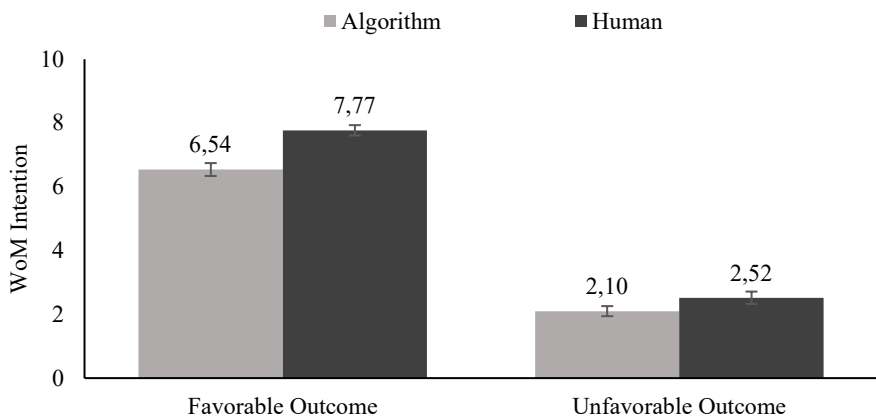 Algorithm
Human
WoM Intention
10
8
6
4
2
0
6,54
7,77
2,10
2,52
Favorable Outcome
Unfavorable Outcome